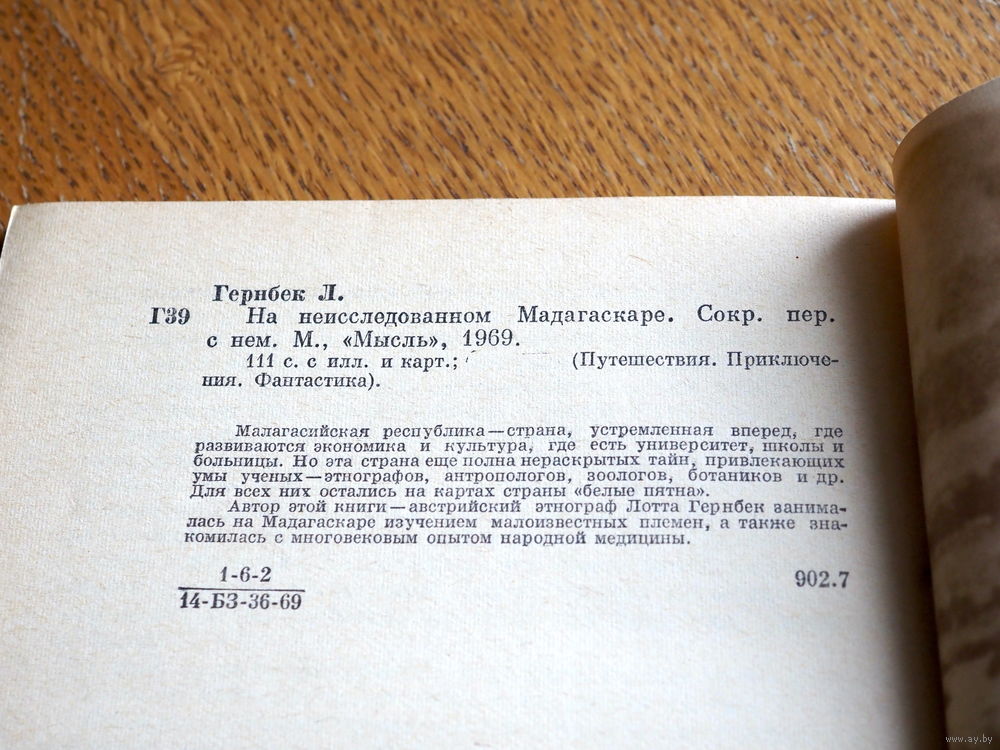 Гернбек Л.
Г39 На неисследованном Мадагаскаре. Сокр. пер.
с нем. М., «Мысль», 1969.
111 с. с илл. и карт.; (Путешествия. Приключе-
ния. Фантастика).
Малагасийская республика—страна, устремленная вперед, где
развиваются экономика и культура, где есть университет, школы и
больницы. Но эта страна еще полна нераскрытых тайн, привлекающих
умы ученых—этнографов, антропологов, зоологов, ботаников и др.
Для всех них остались на картах страны «белые пятна».
Автор этой книги—австрийский этнограф Лотта Гернбек занима-
лась на Мадагаскаре изучением малоизвестных племен, а также зна-
комилась с многовековым опытом народной медицины.
1-6-2
14-БЗ-36-69
902.7
www.ay.by